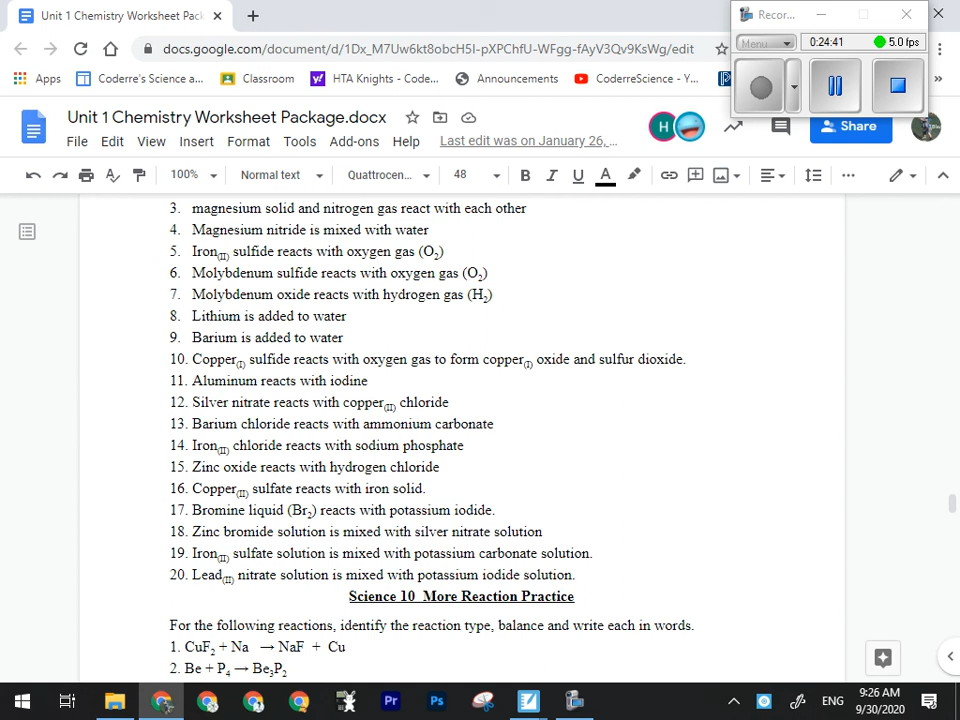 Unit 1 Chemistry Worksheet Pack
Recor...
Menu
0:24:41
5.0 fps
docs.google.com/document/d/1Dx_M7Uw6kt8obcH5I-pXPChfU-WFgg-fAyV3Qv9KsWg/edit
Apps
Coderre's Science a...
Classroom
HTA Knights - Code...
Announcements
CoderreScience - Y...
»
Unit 1 Chemistry Worksheet Package.docx
H
Share
File Edit View Insert Format Tools Add-ons Help Last edit was on January 26, ...
100% Normal text Quattrocen... 48 B I U A
3. magnesium solid and nitrogen gas react with each other
4. Magnesium nitride is mixed with water
5. Iron(II) sulfide reacts with oxygen gas (O2)
6. Molybdenum sulfide reacts with oxygen gas (O2)
7. Molybdenum oxide reacts with hydrogen gas (H2)
8. Lithium is added to water
9. Barium is added to water
10. Copper(I) sulfide reacts with oxygen gas to form copper(I) oxide and sulfur dioxide.
11. Aluminum reacts with iodine
12. Silver nitrate reacts with copper(II) chloride
13. Barium chloride reacts with ammonium carbonate
14. Iron(II) chloride reacts with sodium phosphate
15. Zinc oxide reacts with hydrogen chloride
16. Copper(II) sulfate reacts with iron solid.
17. Bromine liquid (Br2) reacts with potassium iodide.
18. Zinc bromide solution is mixed with silver nitrate solution
19. Iron(II) sulfate solution is mixed with potassium carbonate solution.
20. Lead(II) nitrate solution is mixed with potassium iodide solution.
Science 10 More Reaction Practice
For the following reactions, identify the reaction type, balance and write each in words.
1. CuF2 + Na → NaF + Cu
2. Be + P4 → Be3P2
Pr
Ps
ENG
9:26 AM
9/30/2020